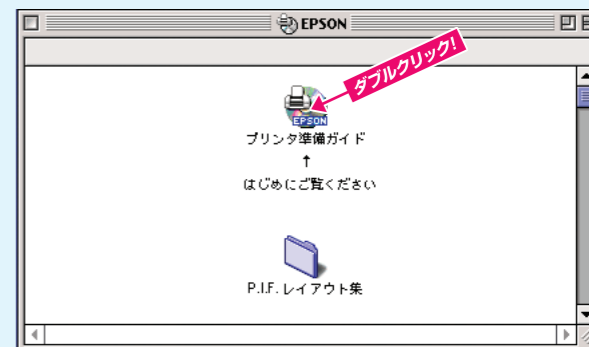 EPSON
ダブルクリック!
EPSON
プリンタ準備ガイド
↑
はじめにご覧ください
P.I.F. レイアウト集